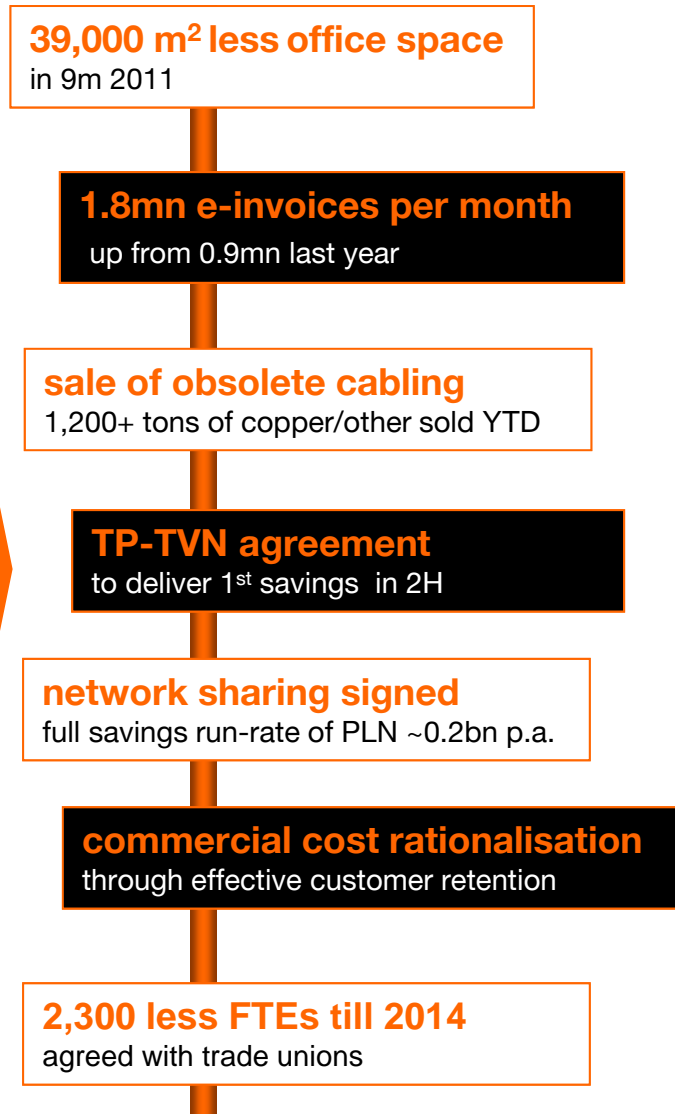 39,000 m² less office space
in 9m 2011
1.8mn e-invoices per month
up from 0.9mn last year
sale of obsolete cabling
1,200+ tons of copper/other sold YTD
TP-TVN agreement
to deliver 1st savings in 2H
network sharing signed
full savings run-rate of PLN ~0.2bn p.a.
commercial cost rationalisation
through effective customer retention
2,300 less FTEs till 2014
agreed with trade unions